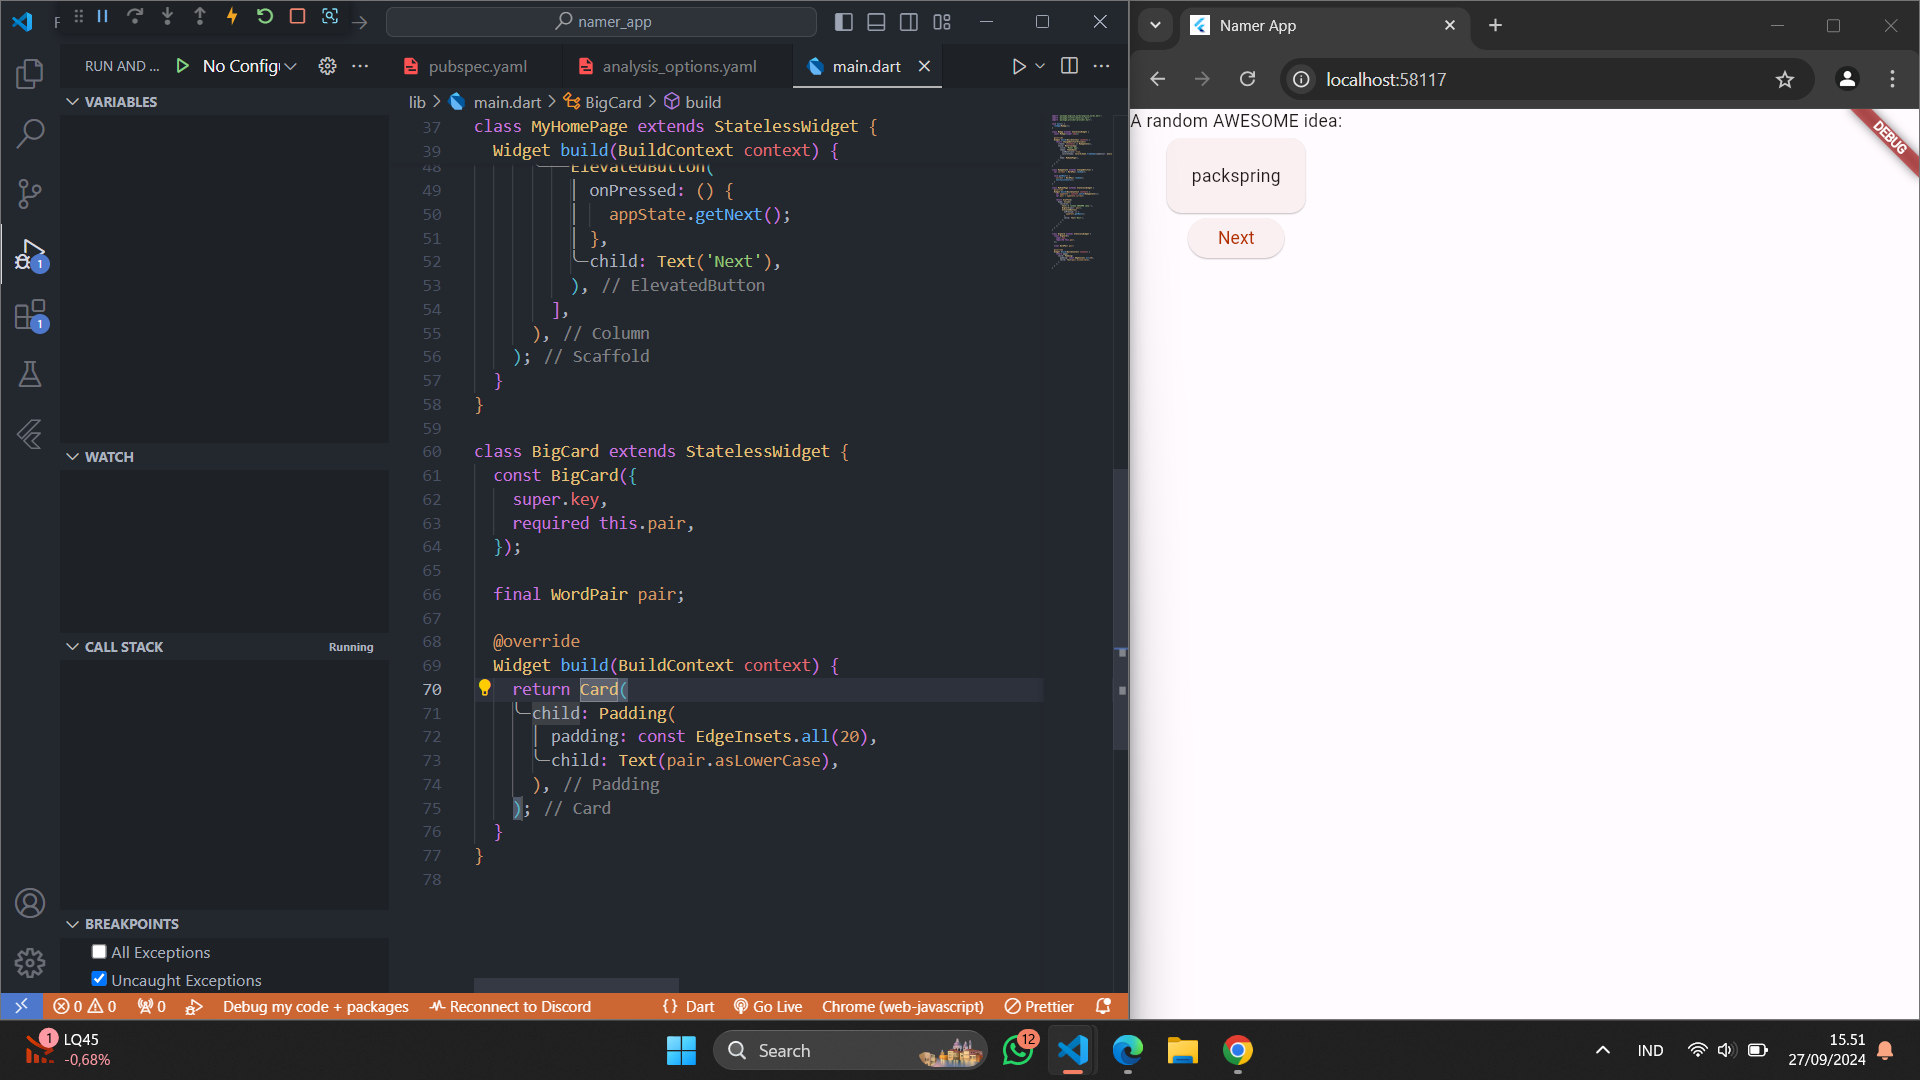 F
namer_app
RUN AND ...
No Config
pubspec.yaml
analysis_options.yaml
main.dart
lib > main.dart > BigCard > build
VARIABLES
WATCH
CALL STACK
Running
BREAKPOINTS
All Exceptions
Uncaught Exceptions
1
1
37 class MyHomePage extends StatelessWidget {
39 Widget build(BuildContext context) {
48 ElevatedButton(
49 onPressed: () {
50 appState.getNext();
51 },
52 child: Text('Next'),
53 ), // ElevatedButton
54 ],
55 ), // Column
56 ); // Scaffold
57 }
58 }
59
60 class BigCard extends StatelessWidget {
61 const BigCard({
62 super.key,
63 required this.pair,
64 });
65
66 final WordPair pair;
67
68 @override
69 Widget build(BuildContext context) {
70 return Card(
71 child: Padding(
72 padding: const EdgeInsets.all(20),
73 child: Text(pair.asLowerCase),
74 ), // Padding
75 ); // Card
76 }
77 }
78
0 0 0 Debug my code + packages Reconnect to Discord {} Dart Go Live Chrome (web-javascript) Prettier
Namer App
localhost:58117
A random AWESOME idea:
DEBUG
packspring
Next
1
LQ45
-0,68%
Search
12
IND
15.51
27/09/2024